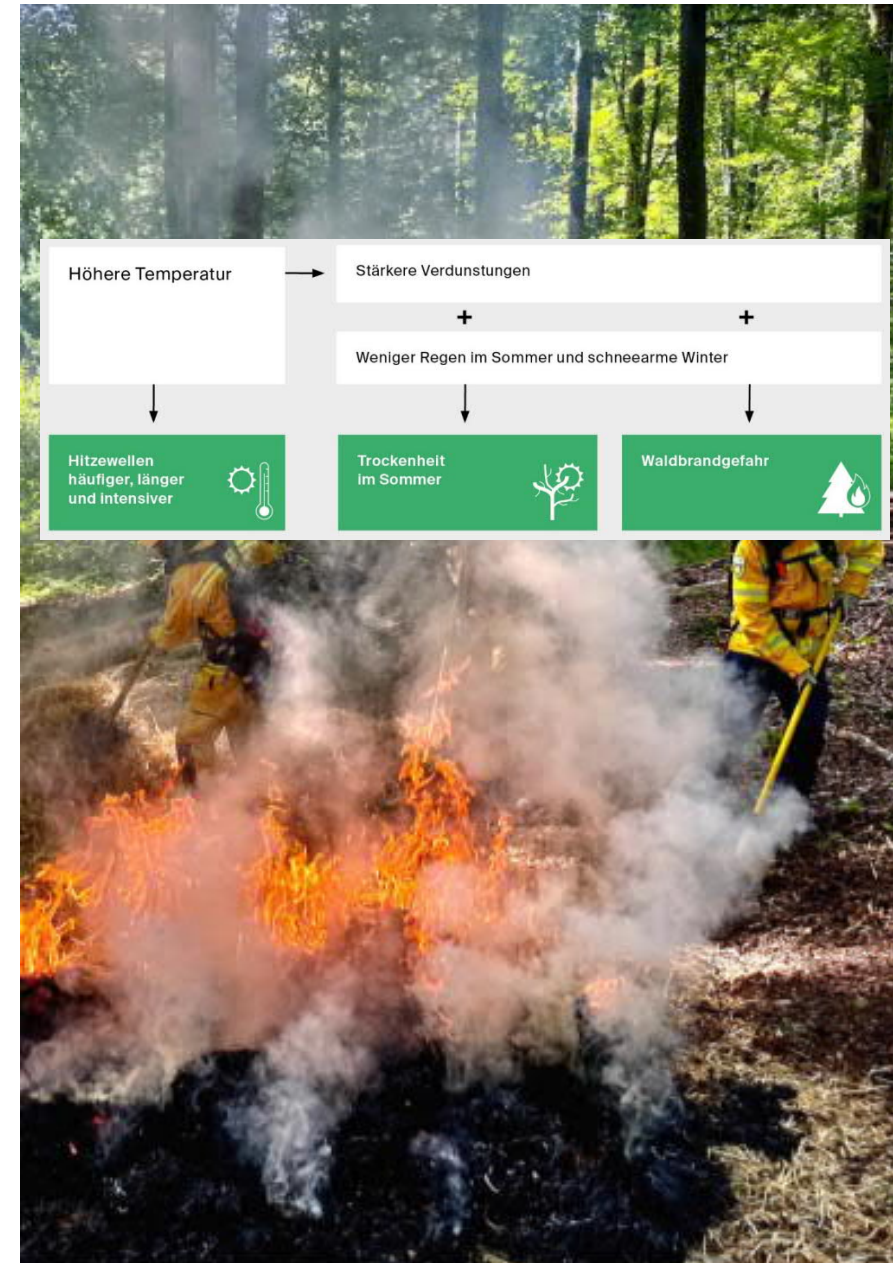 Höhere Temperatur
Stärkere Verdunstungen
+ +
Weniger Regen im Sommer und schneearme Winter
Hitzewellen
häufiger, länger
und intensiver
Trockenheit
im Sommer
Waldbrandgefahr